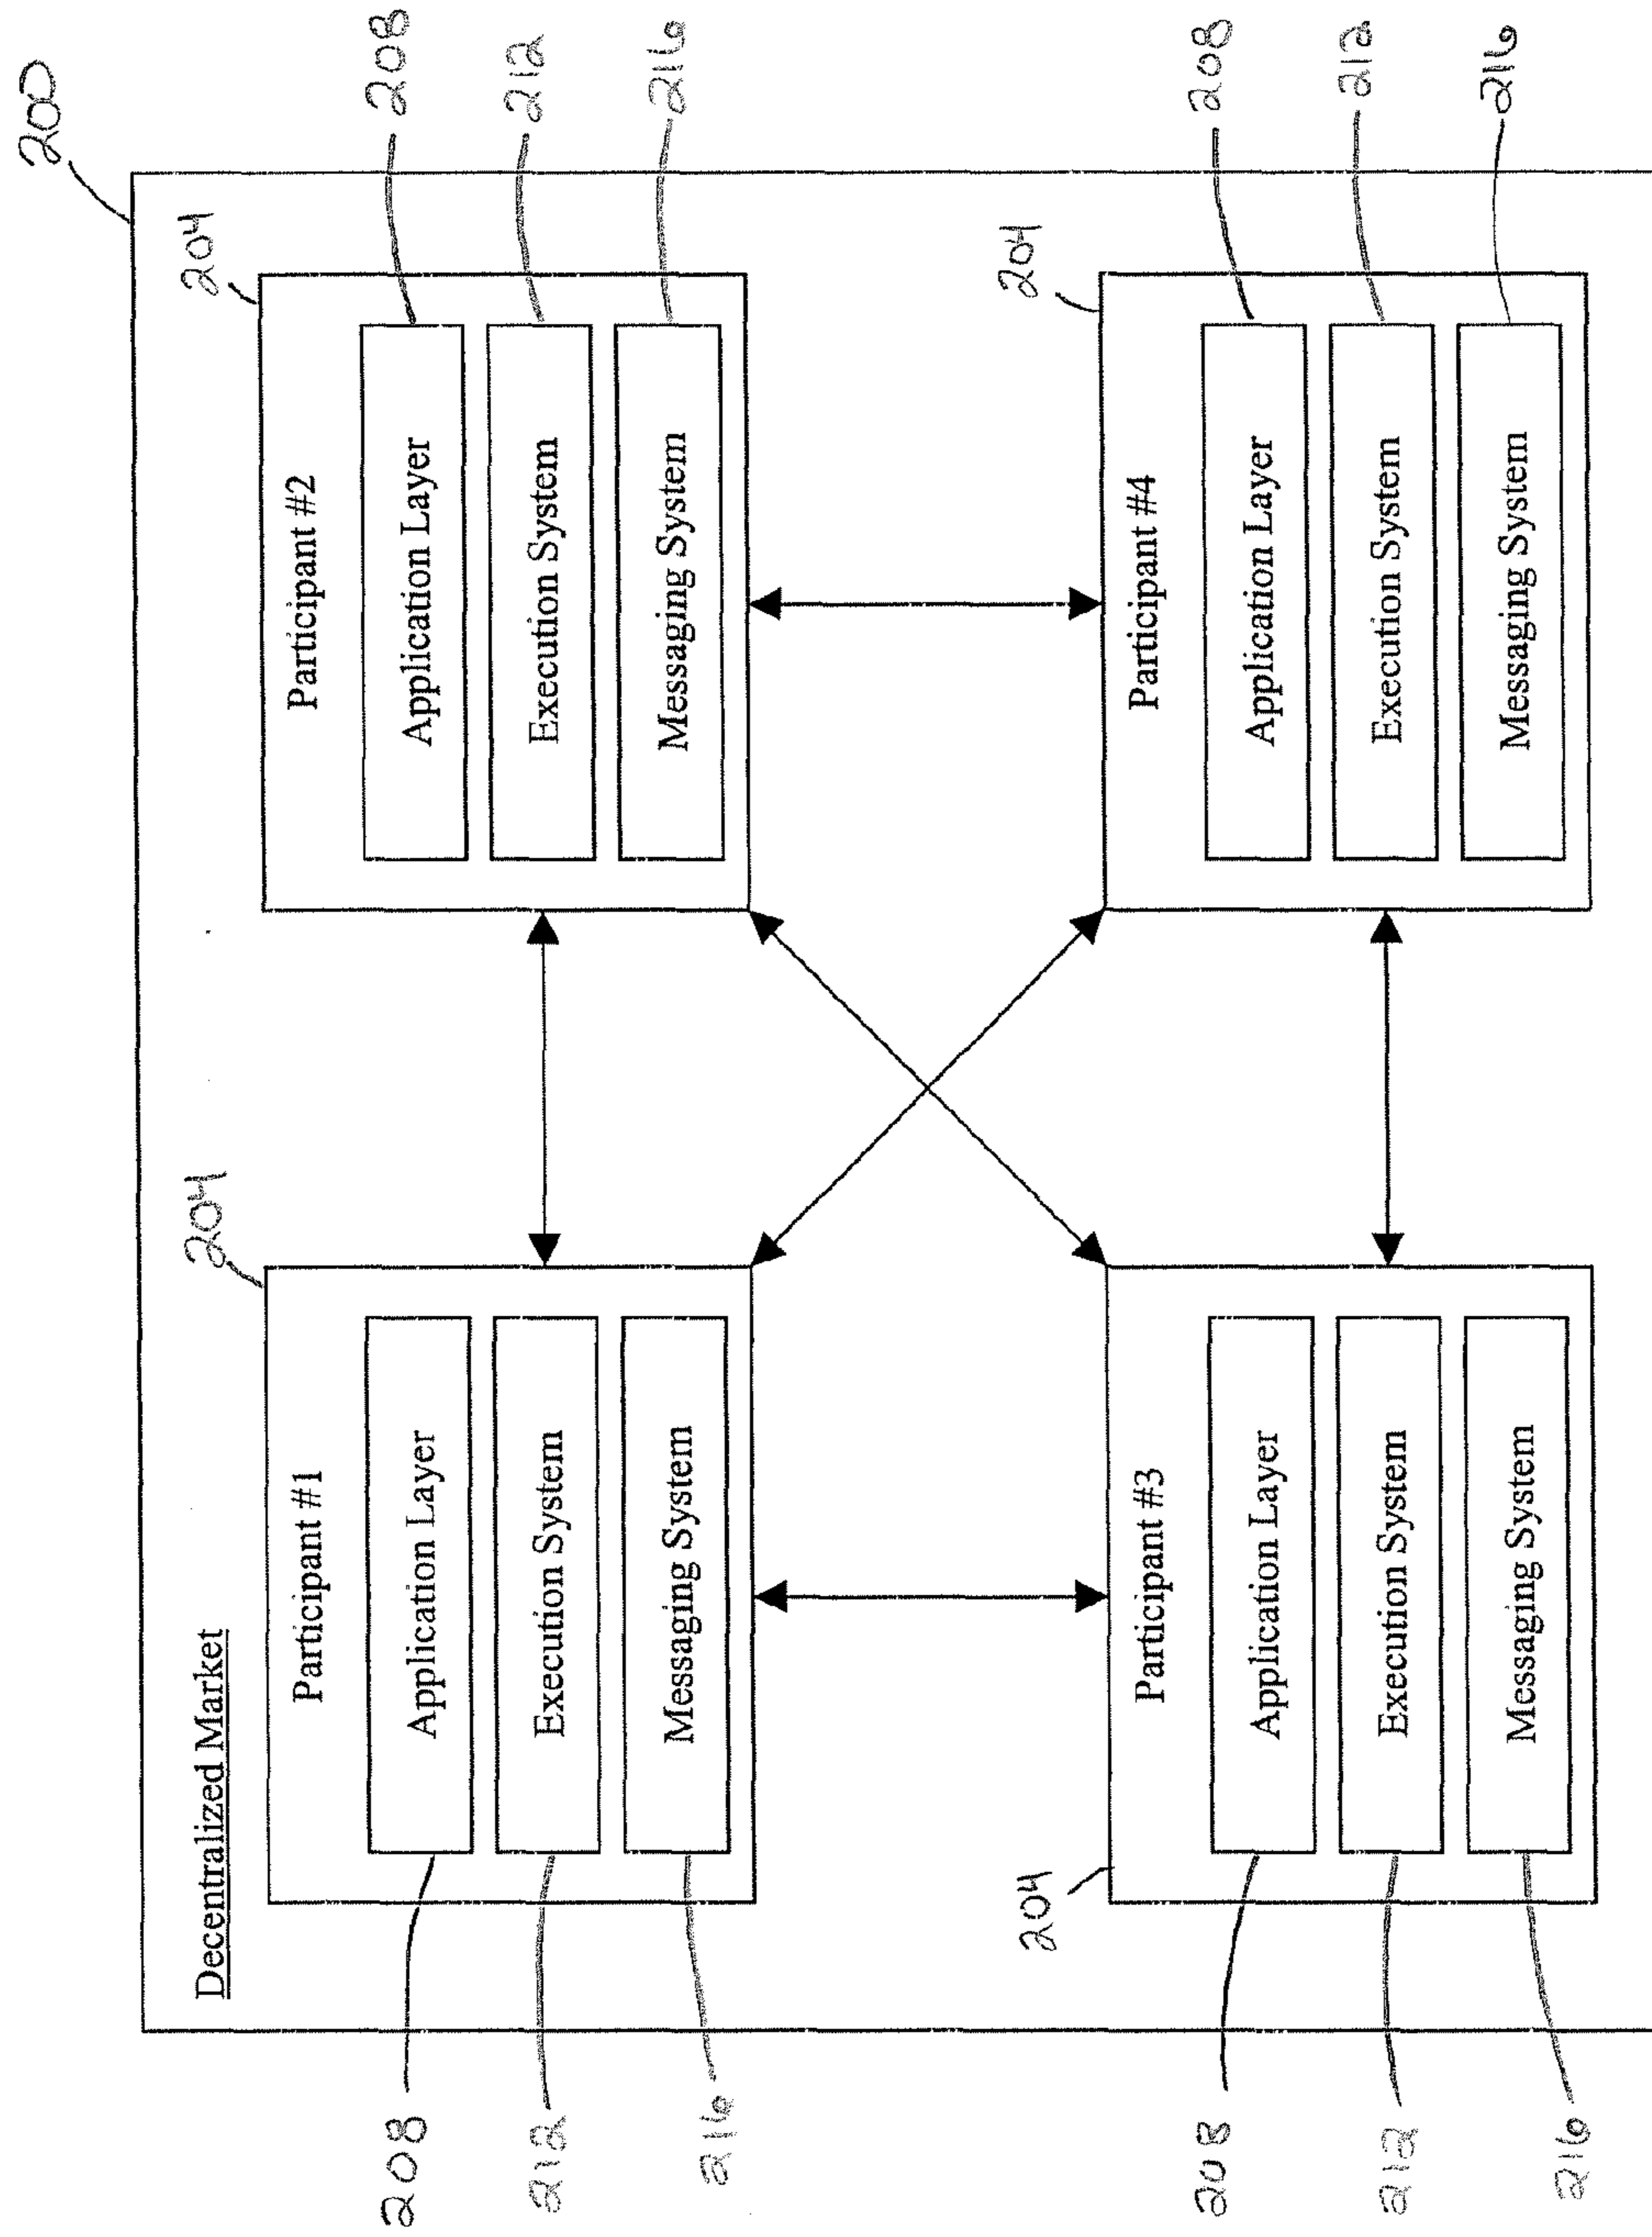 200
Decentralized Market
204
Participant #1
Application Layer
Execution System
Messaging System
208
212
216
204
Participant #2
Application Layer
Execution System
Messaging System
208
212
216
204
Participant #3
Application Layer
Execution System
Messaging System
208
212
216
204
Participant #4
Application Layer
Execution System
Messaging System
208
212
216